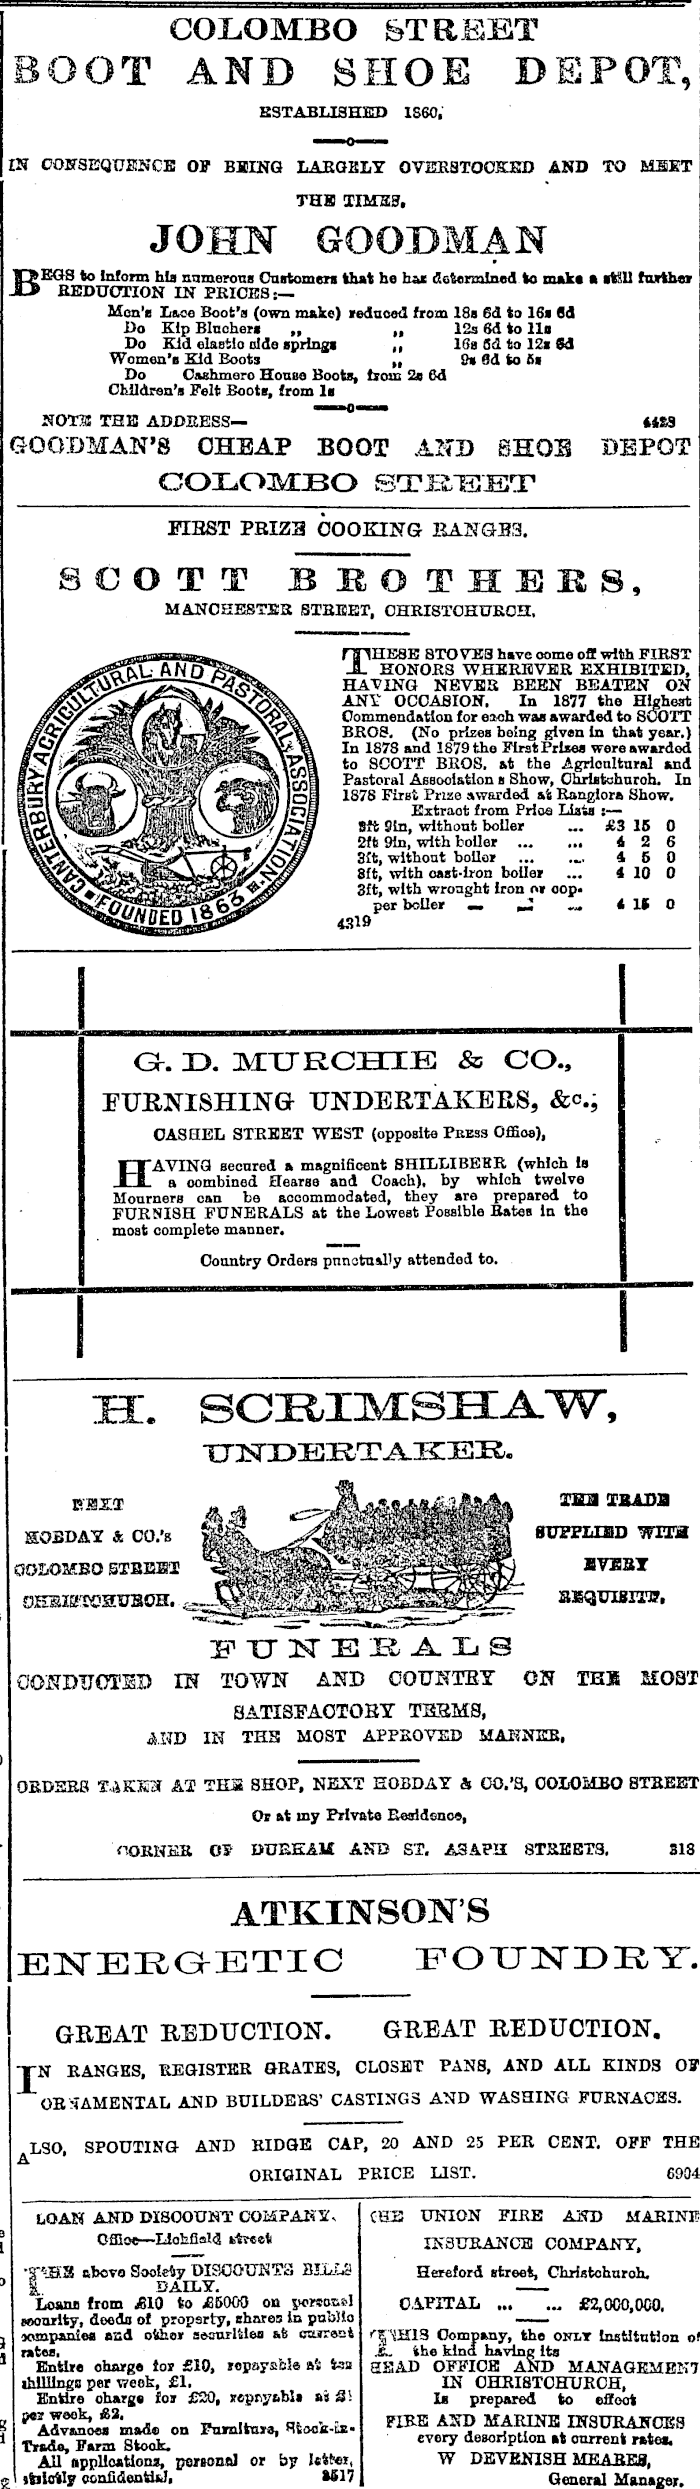 COLOMBO STREET
BOOT AND SHOE DEPOT,
ESTABLISHED 1860,
IN CONSEQUENCE OF BEING LARGELY OVERSTOCKED AND TO MEET
THE TIMES,
JOHN GOODMAN
BEGS to inform his numerous Customers that he has determined to make a still further
REDUCTION IN PRICES:—
Men's Lace Boot's (own make) reduced from 18s 6d to 16s 6d
Do Kip Bluchers „ „ 12s 6d to 11s
Do Kid elastic side springs „ 16s 6d to 12s 6d
Women's Kid Boots „ 9s 6d to 5s
Do Cashmere House Boots, from 2s 6d
Children's Felt Boots, from 1s
NOTE THE ADDRESS— 4423
GOODMAN'S CHEAP BOOT AND SHOE DEPOT
COLOMBO STREET
FIRST PRIZE COOKING RANGES.
SCOTT BROTHERS,
MANCHESTER STREET, CHRISTCHURCH.
CANTERBURY AGRICULTURAL AND PASTORAL ASSOCIATION.
FOUNDED 1863
THESE STOVES have come off with FIRST
HONORS WHEREVER EXHIBITED,
HAVING NEVER BEEN BEATEN ON
ANY OCCASION. In 1877 the Highest
Commendation for each was awarded to SCOTT
BROS. (No prizes being given in that year.)
In 1878 and 1879 the First Prizes were awarded
to SCOTT BROS. at the Agricultural and
Pastoral Association s Show, Christchurch. In
1878 First Prize awarded at Rangiora Show.
Extract from Price Lists :—
2ft 9in, without boiler ... £3 15 0
2ft 9in, with boiler ... ... 4 2 6
3ft, without boiler ... ... 4 5 0
3ft, with cast-iron boiler ... 4 10 0
3ft, with wrought iron or cop-
per boiler — ... ... 4 15 0
4319
G. D. MURCHIE & CO.,
FURNISHING UNDERTAKERS, &c.,
CASHEL STREET WEST (opposite PRESS Office),
HAVING secured a magnificent SHILLIBEER (which is
a combined Hearse and Coach), by which twelve
Mourners can be accommodated, they are prepared to
FURNISH FUNERALS at the Lowest Possible Rates in the
most complete manner.
Country Orders punctually attended to.
H. SCRIMSHAW,
UNDERTAKER.
NEXT
HOBDAY & CO.'s
COLOMBO STREET
CHRISTCHURCH.
THE TRADE
SUPPLIED WITH
EVERY
REQUISITE.
FUNERALS
CONDUCTED IN TOWN AND COUNTRY ON THE MOST
SATISFACTORY TERMS,
AND IN THE MOST APPROVED MANNER.
ORDERS TAKEN AT THE SHOP, NEXT HOBDAY & CO.'S, COLOMBO STREET
Or at my Private Residence,
CORNER OF DURHAM AND ST. ASAPH STREETS. 318
ATKINSON'S
ENERGETIC FOUNDRY.
GREAT REDUCTION. GREAT REDUCTION.
IN RANGES, REGISTER GRATES, CLOSET PANS, AND ALL KINDS OF
ORNAMENTAL AND BUILDERS' CASTINGS AND WASHING FURNACES.
ALSO, SPOUTING AND RIDGE CAP, 20 AND 25 PER CENT. OFF THE
ORIGINAL PRICE LIST. 6904
LOAN AND DISCOUNT COMPANY.
Office—Lichfield street
THE above Society DISCOUNTS BILLS
DAILY.
Loans from £10 to £5000 on personal
security, deeds of property, shares in public
companies and other securities at current
rates.
Entire charge for £10, repayable at ten
shillings per week, £1.
Entire charge for £20, repayable at £1
per week, £2.
Advances made on Furniture, Stock-in-
Trade, Farm Stock.
All applications, personal or by letter,
strictly confidential, 3517
THE UNION FIRE AND MARINE
INSURANCE COMPANY,
Hereford street, Christchurch.
CAPITAL ... ... £2,000,000.
THIS Company, the ONLY Institution of
the kind having its
HEAD OFFICE AND MANAGEMENT
IN CHRISTCHURCH,
Is prepared to effect
FIRE AND MARINE INSURANCES
every description at current rates.
W DEVENISH MEARES,
General Manager.